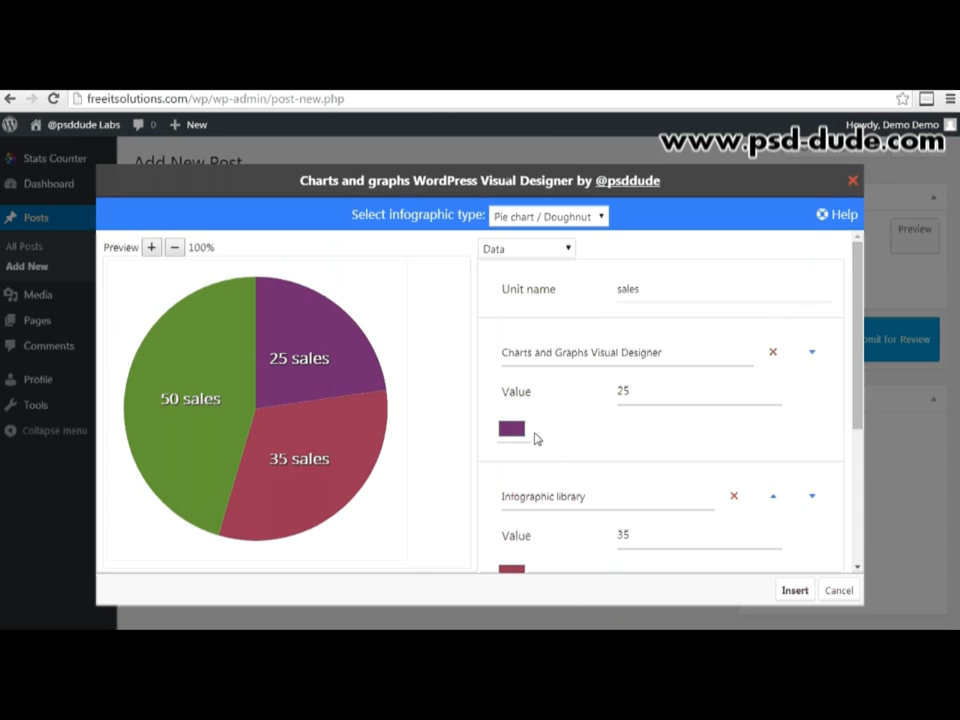 freeitsolutions.com/wp/wp-admin/post-new.php
@psddude Labs 0 New Howdy, Demo Demo
www.psd-dude.com
Stats Counter
Dashboard
Posts
All Posts
Add New
Media
Pages
Comments
Profile
Tools
Collapse menu
Add New Post
Charts and graphs WordPress Visual Designer by @psddude
Select infographic type: Pie chart / Doughnut Help
Preview + − 100%
50 sales
25 sales
35 sales
Data
Unit name sales
Charts and Graphs Visual Designer
Value 25
Infographic library
Value 35
Insert Cancel
Preview
mit for Review